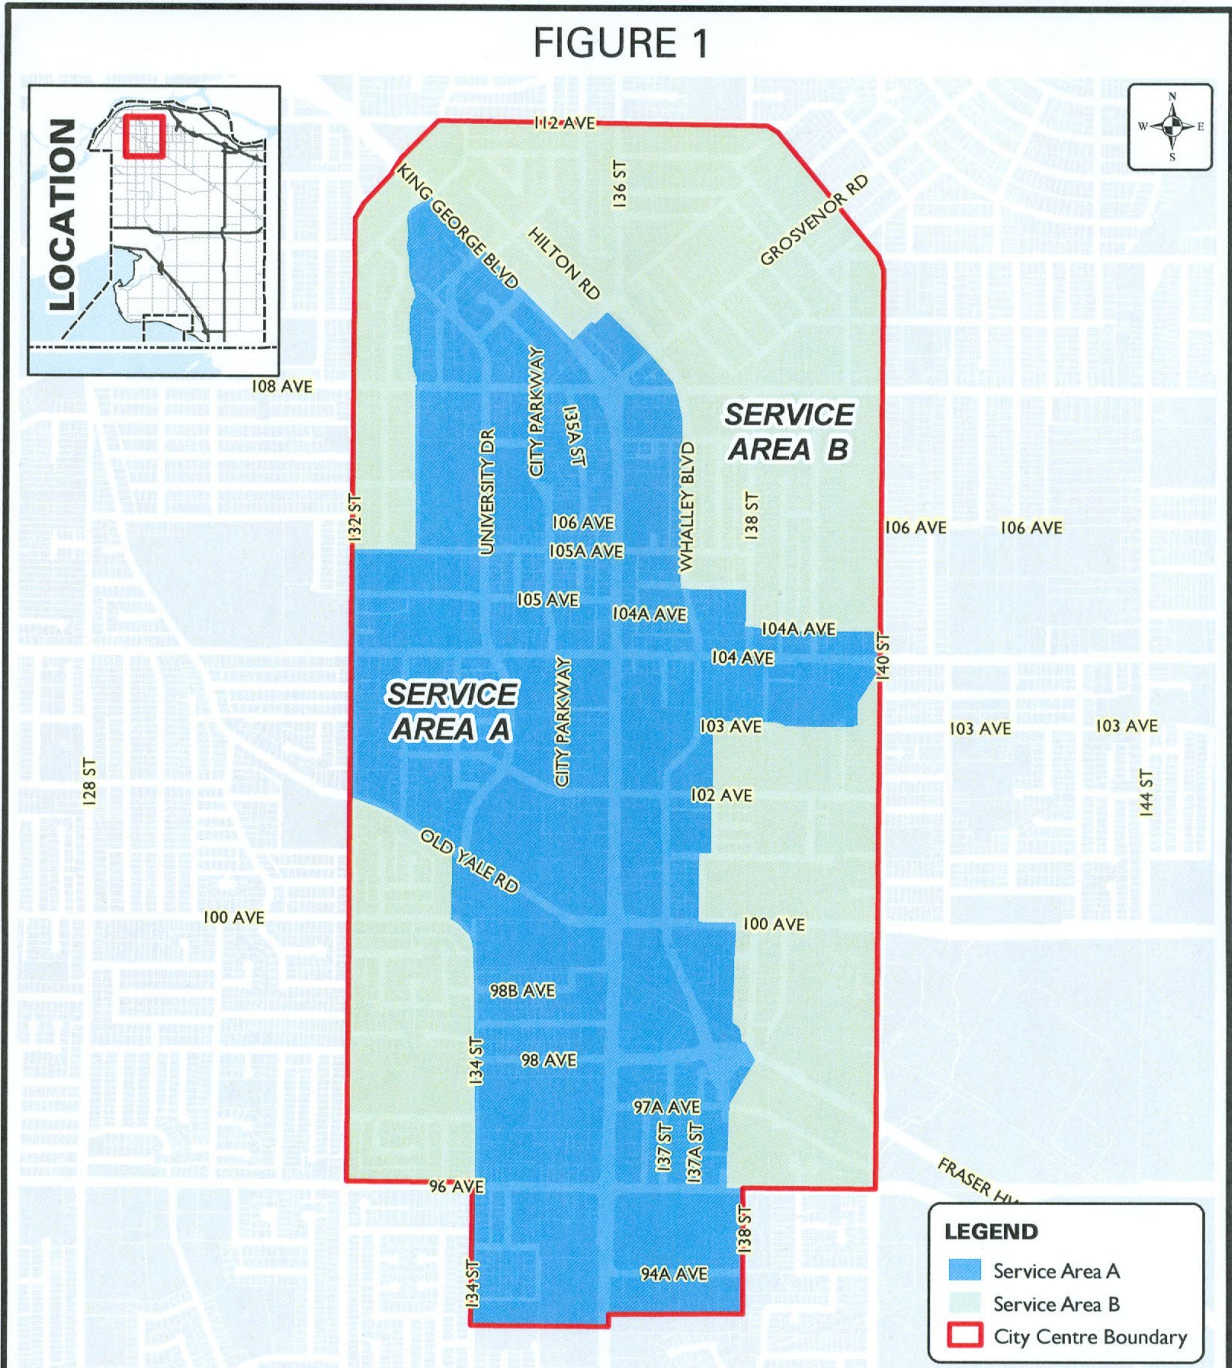 FIGURE 1
LOCATION
N
W E
S
112 AVE
KING GEORGE BLVD
136 ST
HILTON RD
GROSVENOR RD
108 AVE
CITY PARKWAY
135A ST
SERVICE
AREA B
UNIVERSITY DR
WHALLEY BLVD
132 ST
138 ST
106 AVE
106 AVE
106 AVE
105A AVE
105 AVE
104A AVE
104A AVE
104 AVE
140 ST
SERVICE
AREA A
CITY PARKWAY
103 AVE
103 AVE
103 AVE
128 ST
102 AVE
144 ST
OLD YALE RD
100 AVE
100 AVE
98B AVE
134 ST
98 AVE
97A AVE
137 ST
137A ST
96 AVE
FRASER
138 ST
134 ST
94A AVE
LEGEND
Service Area A
Service Area B
City Centre Boundary